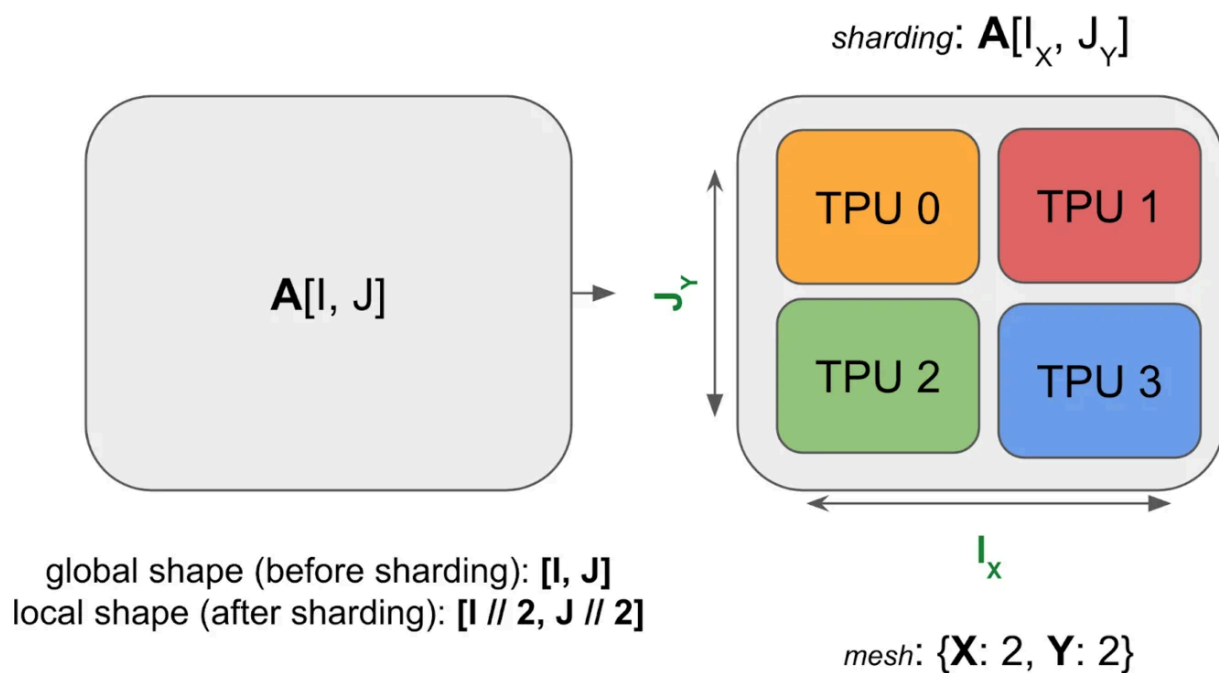 sharding: A[I_X, J_Y]
A[I, J]
TPU 0
TPU 1
J_Y
TPU 2
TPU 3
I_X
global shape (before sharding): [I, J]
local shape (after sharding): [I // 2, J // 2]
mesh: {X: 2, Y: 2}